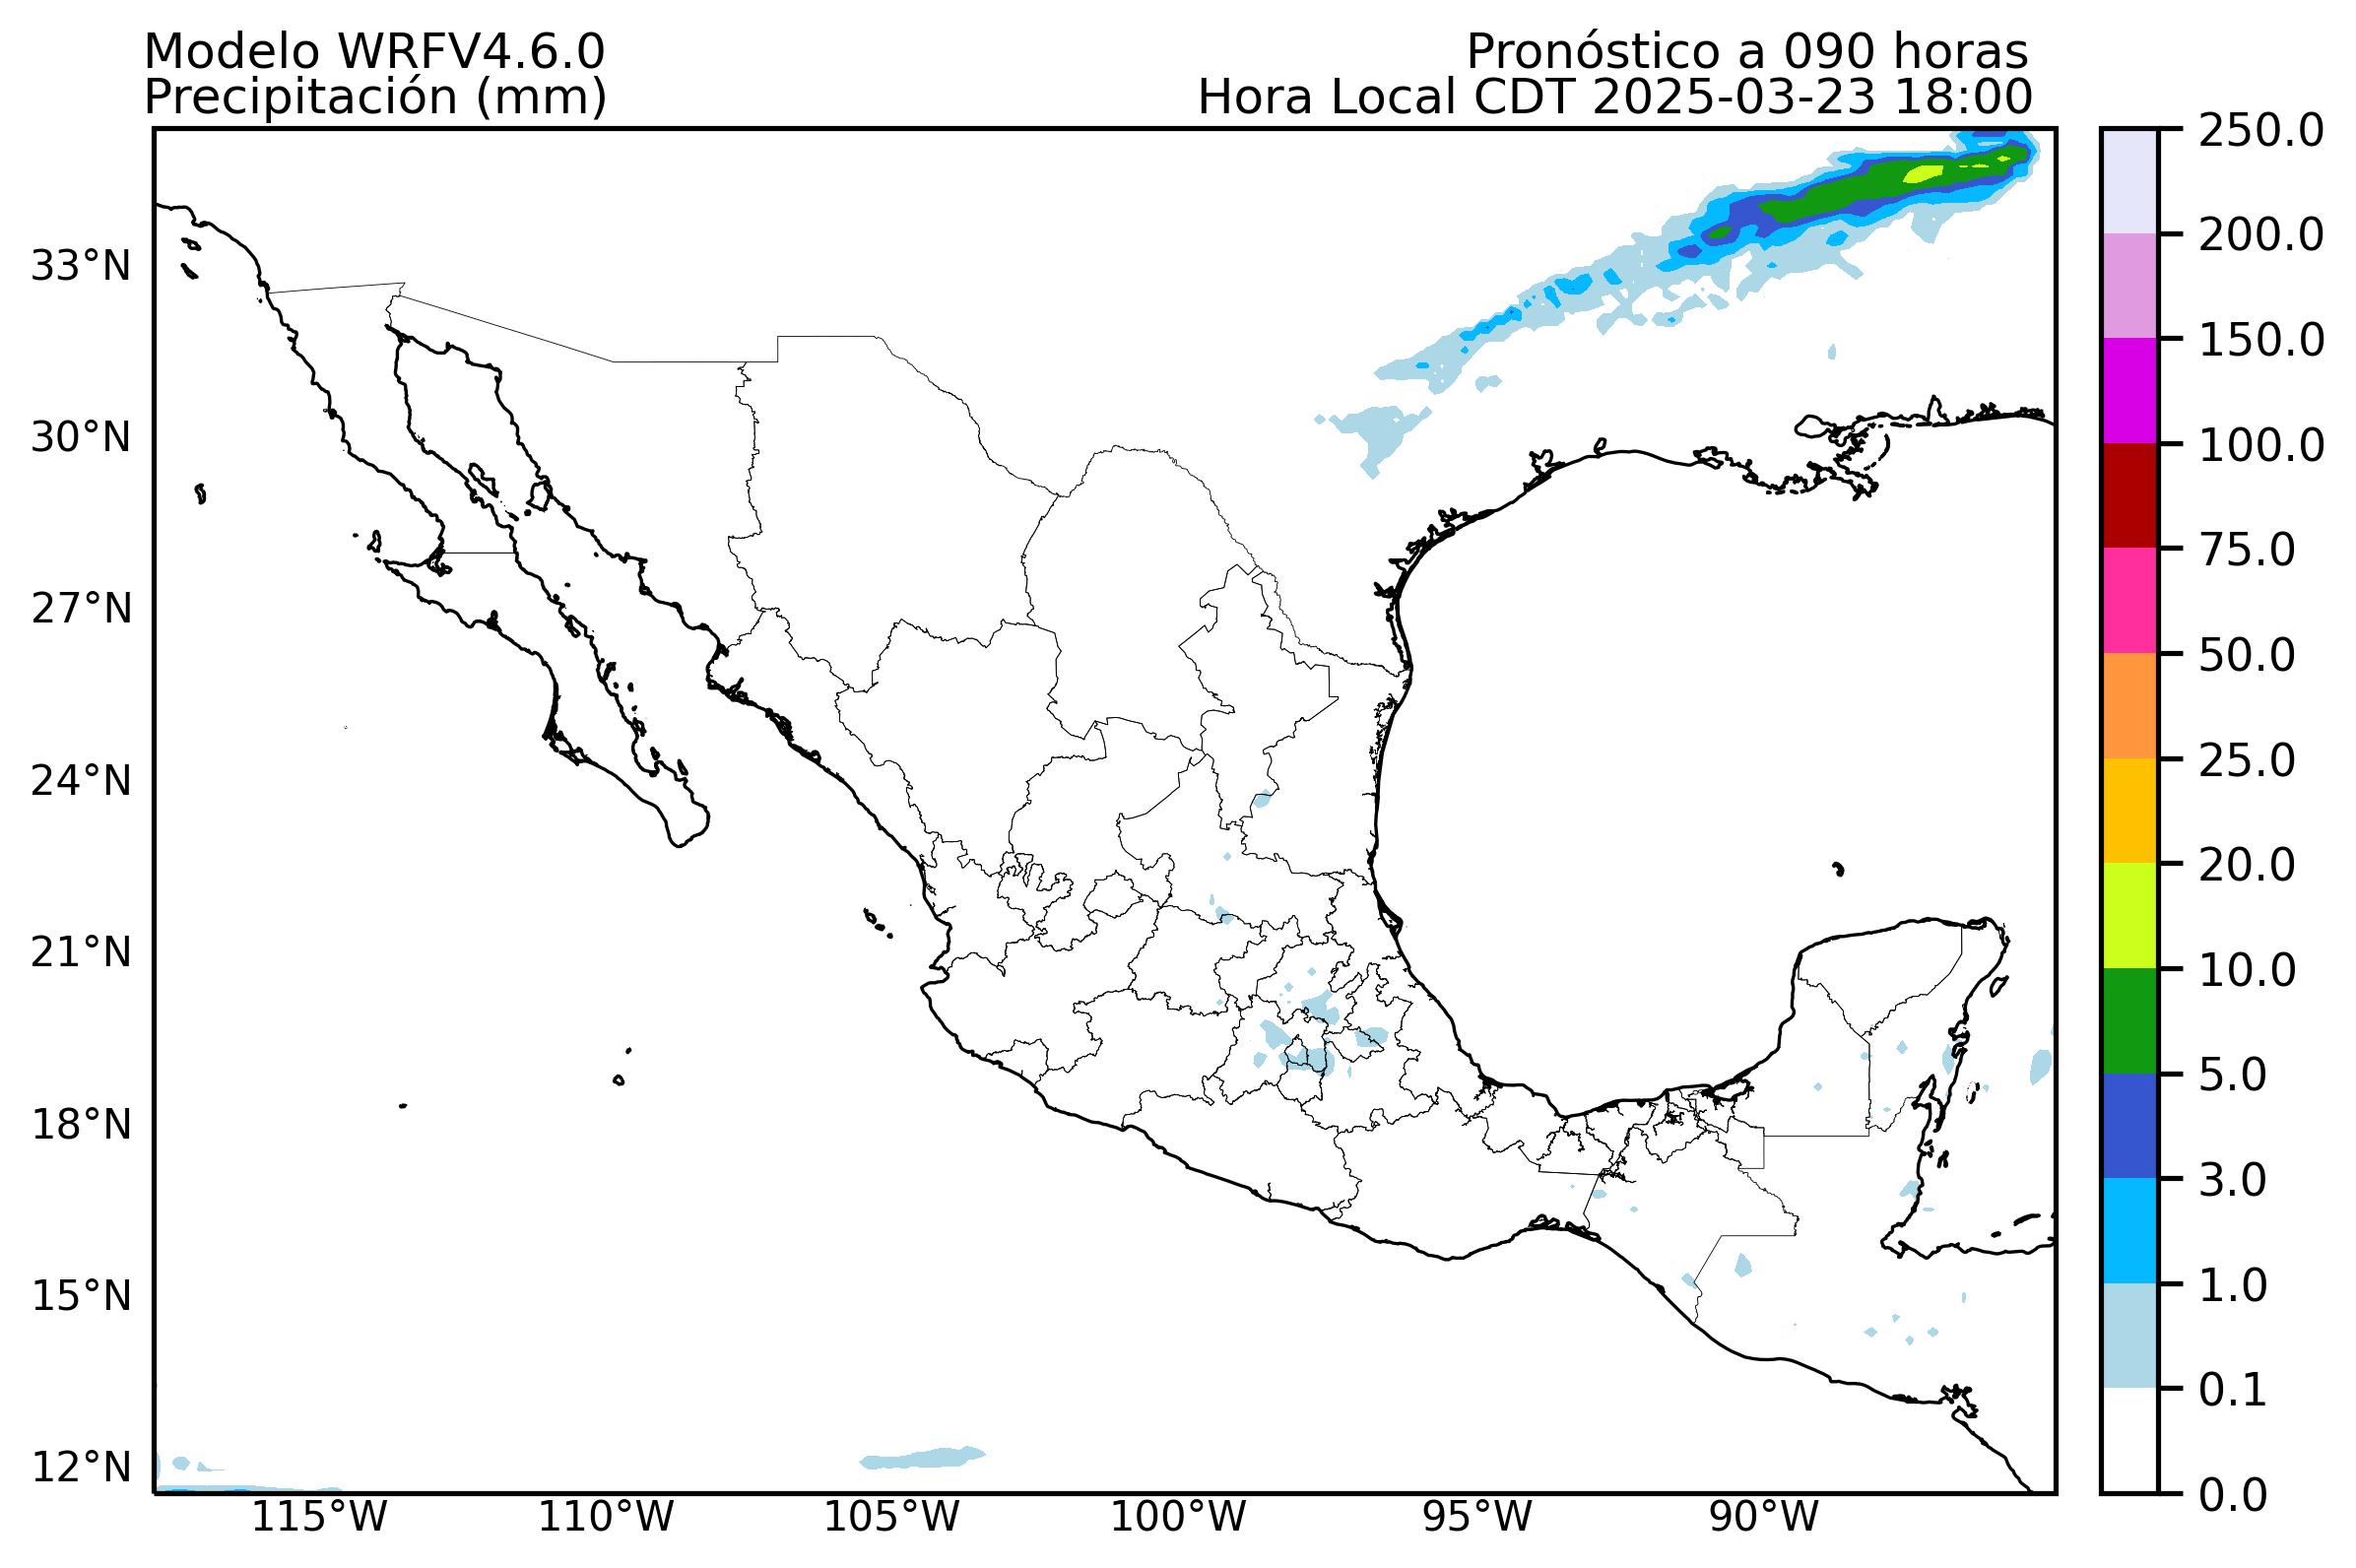 Modelo WRFV4.6.0
Pronóstico a 090 horas
Precipitación (mm)
Hora Local CDT 2025-03-23 18:00
33°N
30°N
27°N
24°N
21°N
18°N
15°N
12°N
115°W
110°W
105°W
100°W
95°W
90°W
250.0
200.0
150.0
100.0
75.0
50.0
25.0
20.0
10.0
5.0
3.0
1.0
0.1
0.0